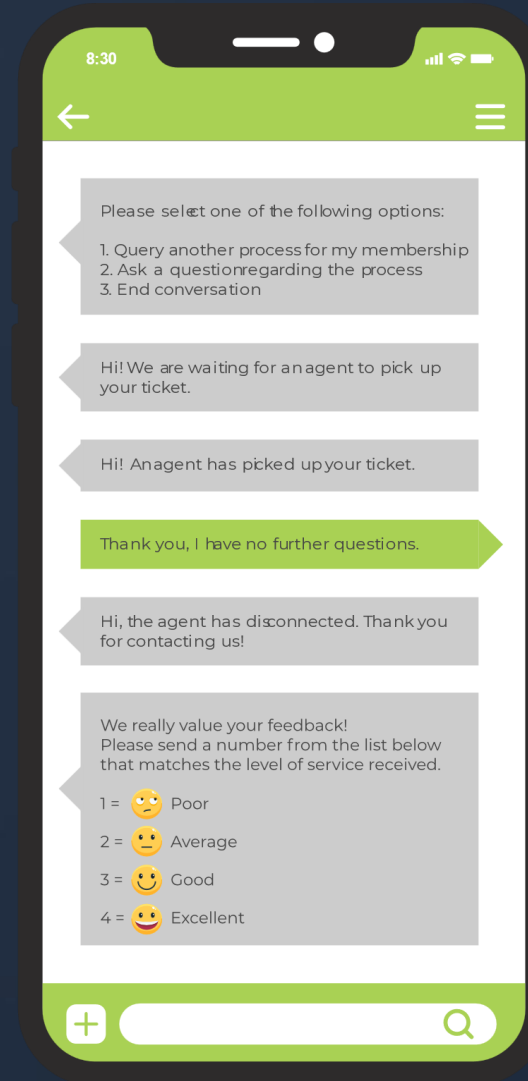 8:30
Please select one of the following options:
1. Query another process for my membership
2. Ask a questionregarding the process
3. End conversation
Hi! We are waiting for an agent to pick up
your ticket.
Hi! Anagent has picked up your ticket.
Thank you, I have no further questions.
Hi, the agent has disconnected. Thank you
for contacting us!
We really value your feedback!
Please send a number from the list below
that matches the level of service received.
1 = Poor
2 = Average
3 = Good
4 = Excellent